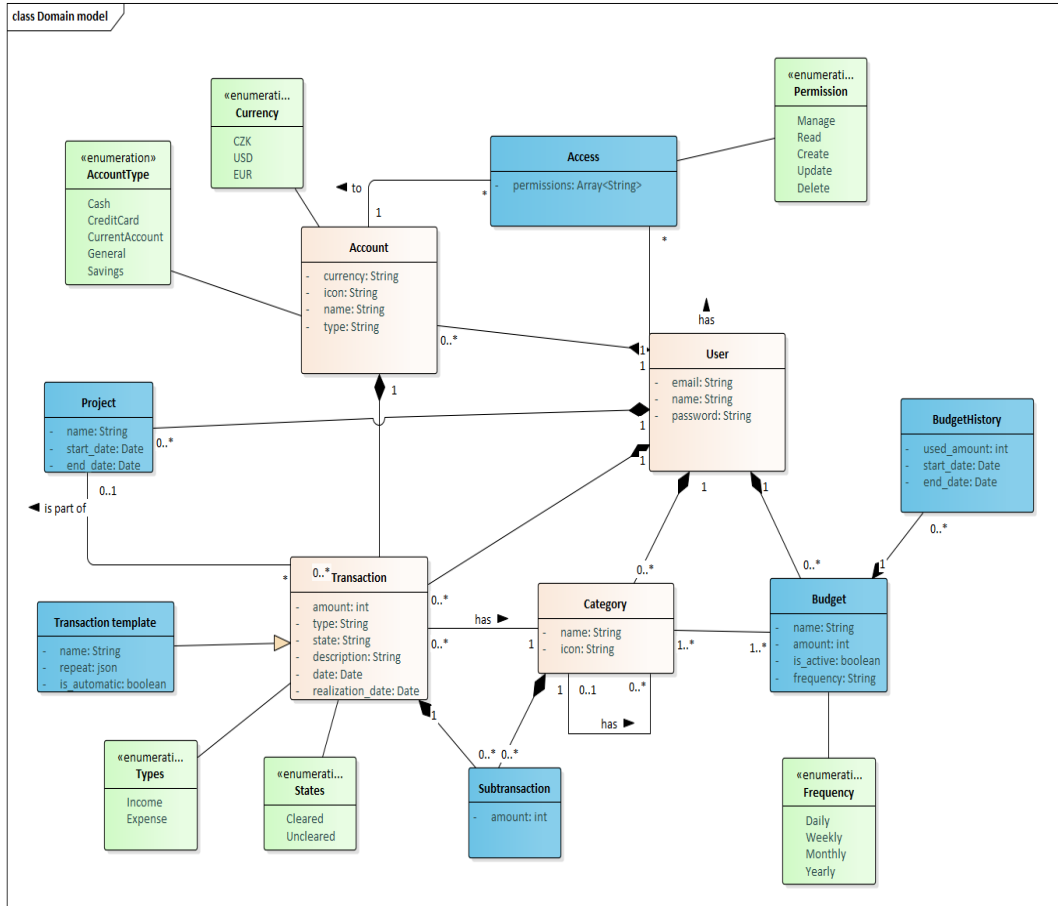 class Domain model
«enumerati...
Permission
Manage
Read
Create
Update
Delete
«enumerati...
Currency
CZK
USD
EUR
«enumeration»
AccountType
Cash
CreditCard
CurrentAccount
General
Savings
Access
- permissions: Array<String>
◄ to
*
1
*
Account
- currency: String
- icon: String
- name: String
- type: String
▲
has
0..*
1
1
User
- email: String
- name: String
- password: String
1
Project
- name: String
- start_date: Date
- end_date: Date
0..*
1
1
BudgetHistory
- used_amount: int
- start_date: Date
- end_date: Date
0..*
1
1
0..1
◄ is part of
*
0..*
Transaction
- amount: int
- type: String
- state: String
- description: String
- date: Date
- realization_date: Date
0..*
has ►
0..*
1
0..*
Category
- name: String
- icon: String
1..*
1..*
0..*
1
Budget
- name: String
- amount: int
- is_active: boolean
- frequency: String
Transaction template
- name: String
- repeat: json
- is_automatic: boolean
1
0..1
0..*
has ►
1
0..*
0..*
«enumerati...
Types
Income
Expense
«enumerati...
States
Cleared
Uncleared
Subtransaction
- amount: int
«enumerati...
Frequency
Daily
Weekly
Monthly
Yearly